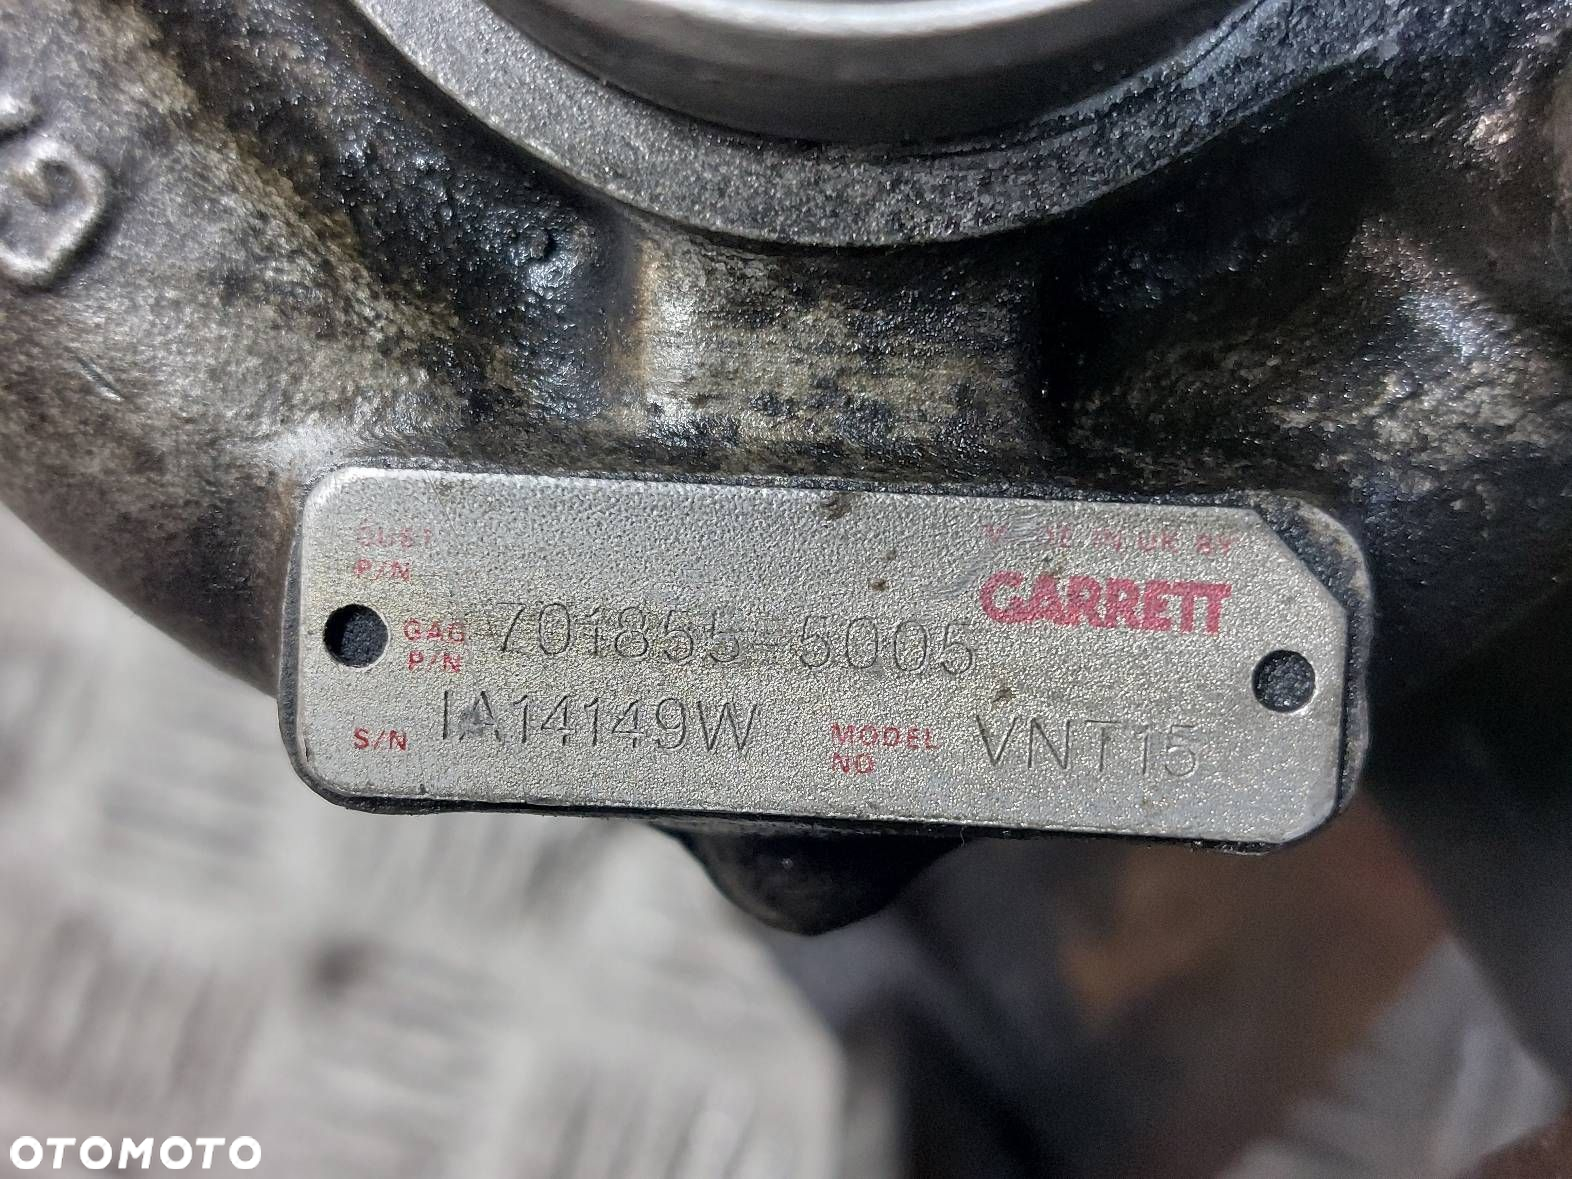 CUST
P/N
MADE IN UK BY
GARRETT
GAG
P/N
701855-5005
S/N
IA14149W
MODEL
NO
VNT15
OTOMOTO